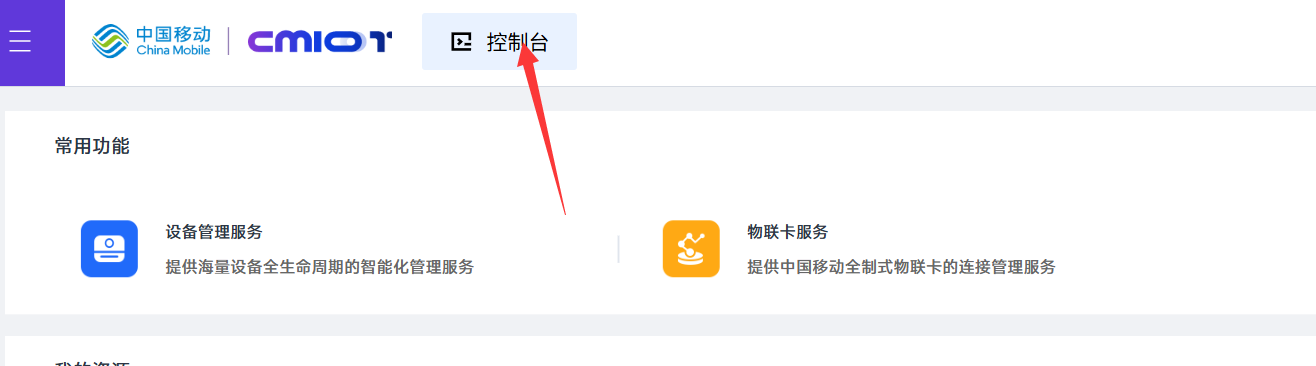 中国移动
China Mobile
CMIOT
控制台
常用功能
设备管理服务
提供海量设备全生命周期的智能化管理服务
物联卡服务
提供中国移动全制式物联卡的连接管理服务